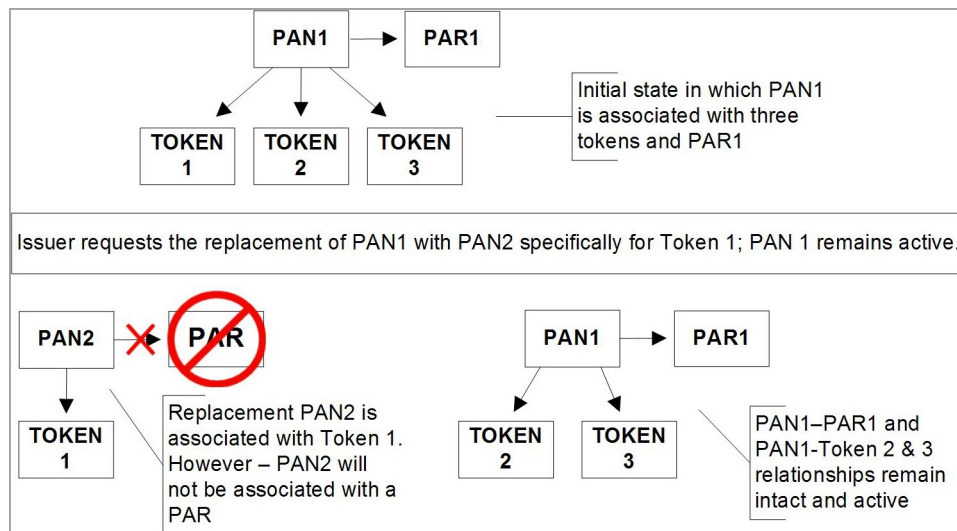 PAN1
PAR1
Initial state in which PAN1
is associated with three
tokens and PAR1
TOKEN
1
TOKEN
2
TOKEN
3
Issuer requests the replacement of PAN1 with PAN2 specifically for Token 1; PAN 1 remains active.
PAN2
PAR
TOKEN
1
Replacement PAN2 is
associated with Token 1.
However – PAN2 will
not be associated with a
PAR
PAN1
PAR1
TOKEN
2
TOKEN
3
PAN1–PAR1 and
PAN1-Token 2 & 3
relationships remain
intact and active